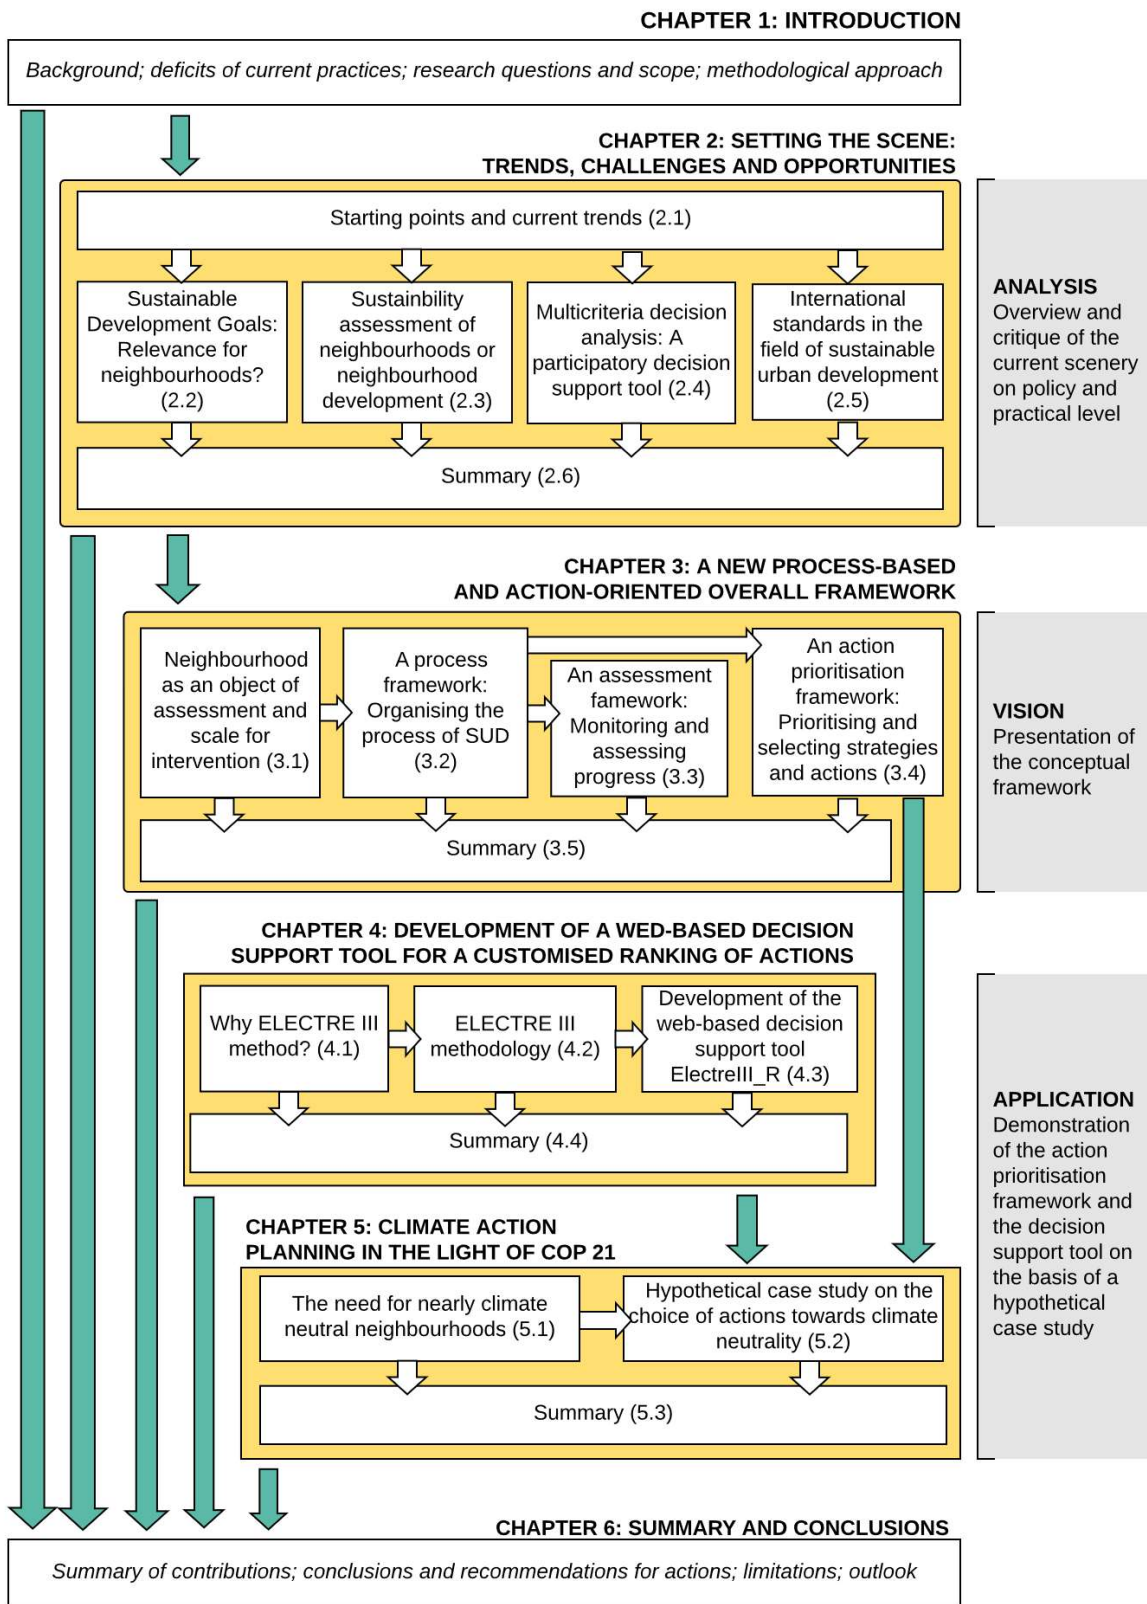 CHAPTER 1: INTRODUCTION
Background; deficits of current practices; research questions and scope; methodological approach
CHAPTER 2: SETTING THE SCENE:
TRENDS, CHALLENGES AND OPPORTUNITIES
Starting points and current trends (2.1)
Sustainable
Development Goals:
Relevance for
neighbourhoods?
(2.2)
Sustainbility
assessment of
neighbourhoods or
neighbourhood
development (2.3)
Multicriteria decision
analysis: A
participatory decision
support tool (2.4)
International
standards in the
field of sustainable
urban development
(2.5)
Summary (2.6)
ANALYSIS
Overview and
critique of the
current scenery
on policy and
practical level
CHAPTER 3: A NEW PROCESS-BASED
AND ACTION-ORIENTED OVERALL FRAMEWORK
Neighbourhood
as an object of
assessment and
scale for
intervention (3.1)
A process
framework:
Organising the
process of SUD
(3.2)
An assessment
famework:
Monitoring and
assessing
progress (3.3)
An action
prioritisation
framework:
Prioritising and
selecting strategies
and actions (3.4)
Summary (3.5)
VISION
Presentation of
the conceptual
framework
CHAPTER 4: DEVELOPMENT OF A WED-BASED DECISION
SUPPORT TOOL FOR A CUSTOMISED RANKING OF ACTIONS
Why ELECTRE III
method? (4.1)
ELECTRE III
methodology (4.2)
Development of the
web-based decision
support tool
ElectreIII_R (4.3)
Summary (4.4)
APPLICATION
Demonstration
of the action
prioritisation
framework and
the decision
support tool on
the basis of a
hypothetical
case study
CHAPTER 5: CLIMATE ACTION
PLANNING IN THE LIGHT OF COP 21
The need for nearly climate
neutral neighbourhoods (5.1)
Hypothetical case study on the
choice of actions towards climate
neutrality (5.2)
Summary (5.3)
CHAPTER 6: SUMMARY AND CONCLUSIONS
Summary of contributions; conclusions and recommendations for actions; limitations; outlook